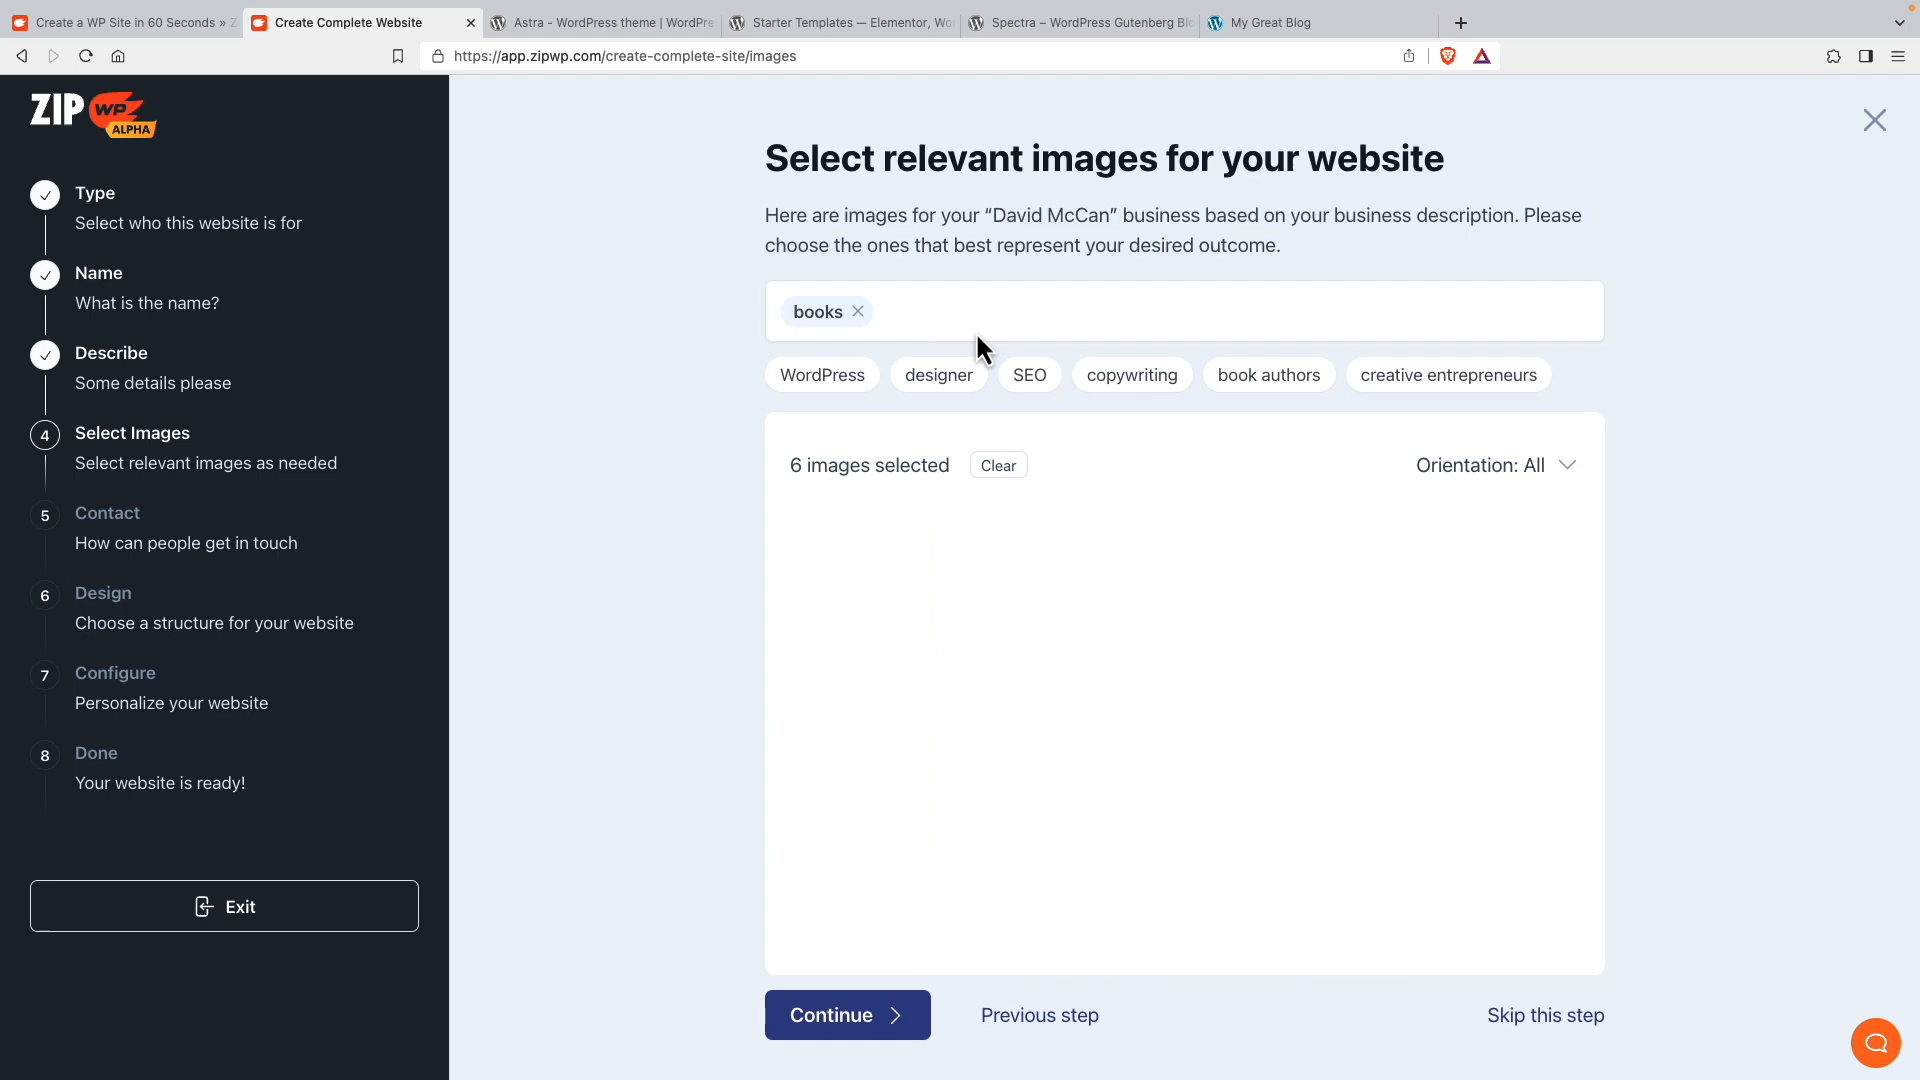 Create a WP Site in 60 Seconds » Z
Create Complete Website
Astra - WordPress theme | WordPre
Starter Templates — Elementor, Wo
Spectra – WordPress Gutenberg Blo
My Great Blog
https://app.zipwp.com/create-complete-site/images
ZIP WP
ALPHA
Type
Select who this website is for
Name
What is the name?
Describe
Some details please
4
Select Images
Select relevant images as needed
5
Contact
How can people get in touch
6
Design
Choose a structure for your website
7
Configure
Personalize your website
8
Done
Your website is ready!
Exit
Select relevant images for your website
Here are images for your “David McCan” business based on your business description. Please
choose the ones that best represent your desired outcome.
books
WordPress designer SEO copywriting book authors creative entrepreneurs
6 images selected Clear Orientation: All
Continue Previous step Skip this step